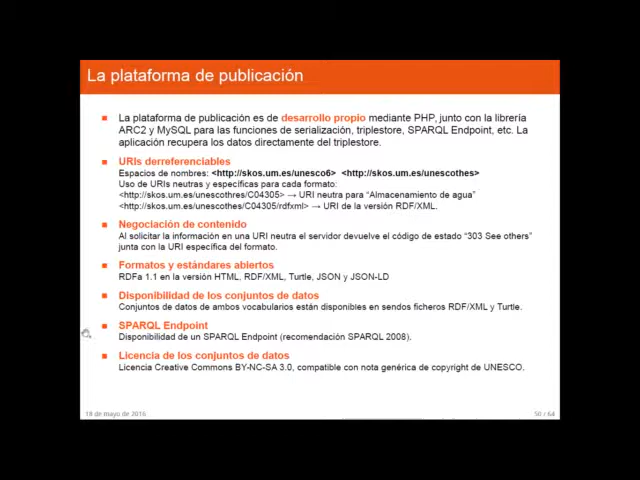 La plataforma de publicación
La plataforma de publicación es de desarrollo propio mediante PHP, junto con la librería
ARC2 y MySQL para las funciones de serialización, triplestore, SPARQL Endpoint, etc. La
aplicación recupera los datos directamente del triplestore.
URIs derreferenciables
Espacios de nombres: <http://skos.um.es/unesco6> <http://skos.um.es/unescothes>
Uso de URIs neutras y específicas para cada formato:
<http://skos.um.es/unescothres/C04305> → URI neutra para “Almacenamiento de agua”
<http://skos.um.es/unescothes/C04305/rdfxml> → URI de la versión RDF/XML.
Negociación de contenido
Al solicitar la información en una URI neutra el servidor devuelve el código de estado “303 See others”
junto con la URI específica del formato.
Formatos y estándares abiertos
RDFa 1.1 en la versión HTML, RDF/XML, Turtle, JSON y JSON-LD
Disponibilidad de los conjuntos de datos
Conjuntos de datos de ambos vocabularios están disponibles en sendos ficheros RDF/XML y Turtle.
SPARQL Endpoint
Disponibilidad de un SPARQL Endpoint (recomendación SPARQL 2008).
Licencia de los conjuntos de datos
Licencia Creative Commons BY-NC-SA 3.0, compatible con nota genérica de copyright de UNESCO.
19 de mayo de 2016
50 / 64